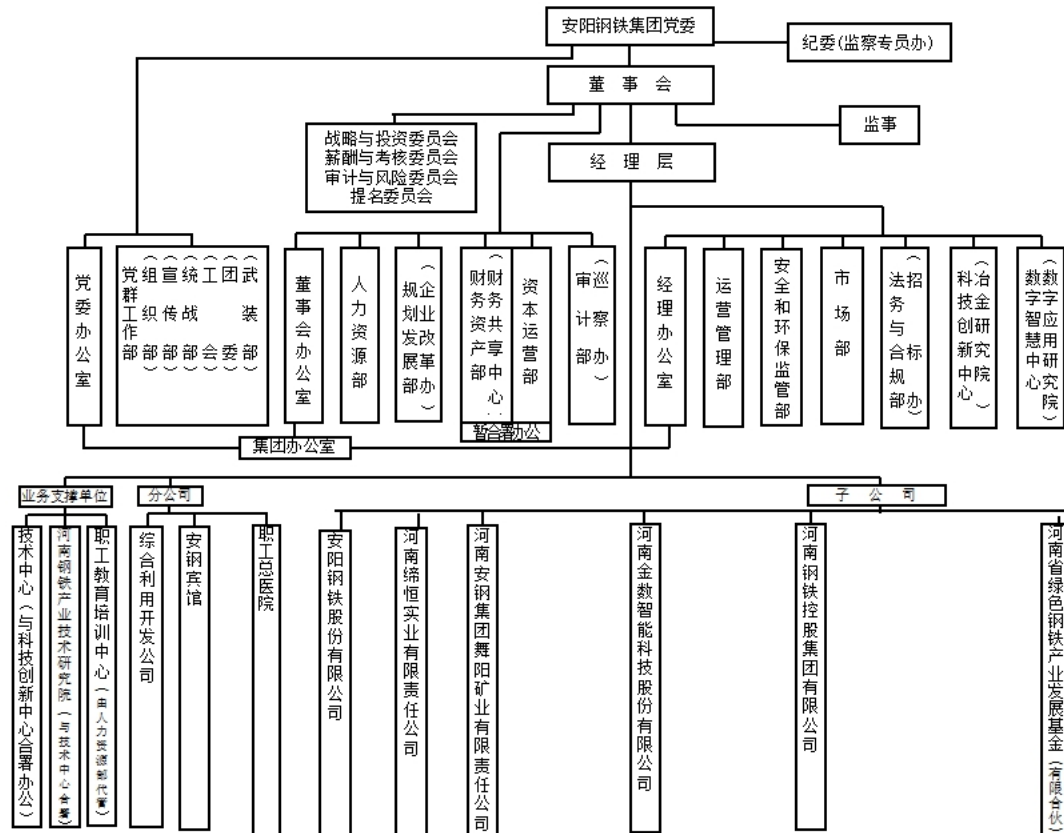 安阳钢铁集团党委
纪委(监察专员办)
董事会
监事
战略与投资委员会
薪酬与考核委员会
审计与风险委员会
提名委员会
经理层
党委办公室
党群工作部
(组织部)
(宣传部)
(统战部)
(工会)
(团委)
(武装部)
董事会办公室
人力资源部
规划发展部
(企业改革办)
财务资产部
(财务共享中心)
资本运营部
暂合署办公
审计部
(巡察办)
经理办公室
运营管理部
安全和环保监管部
市场部
法务与合规部
(招标办)
科技创新中心
(冶金研究院)
数字智慧中心
(数字应用研究院)
集团办公室
业务支撑单位
分公司
子公司
技术中心(与科技创新中心合署办公)
河南钢铁产业技术研究院(与技术中心合署)
职工教育培训中心(由人力资源部代管)
综合利用开发公司
安钢宾馆
职工总医院
安阳钢铁股份有限公司
河南缔恒实业有限责任公司
河南安钢集团舞阳矿业有限责任公司
河南金数智能科技股份有限公司
河南钢铁控股集团有限公司
河南省绿色钢铁产业发展基金(有限合伙)